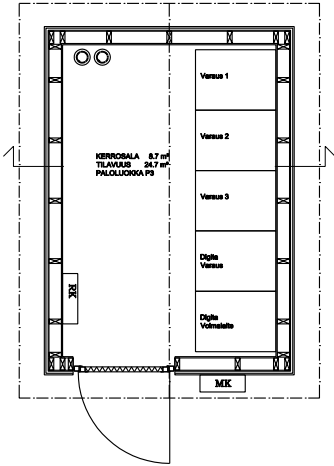 Varaus 1
Varaus 2
KERROSALA 8.7 m²
TILAVUUS 24.7 m³
PALOLUOKKA P3
Varaus 3
Digita
Varaus
RK
Digita
Voimalaite
MK